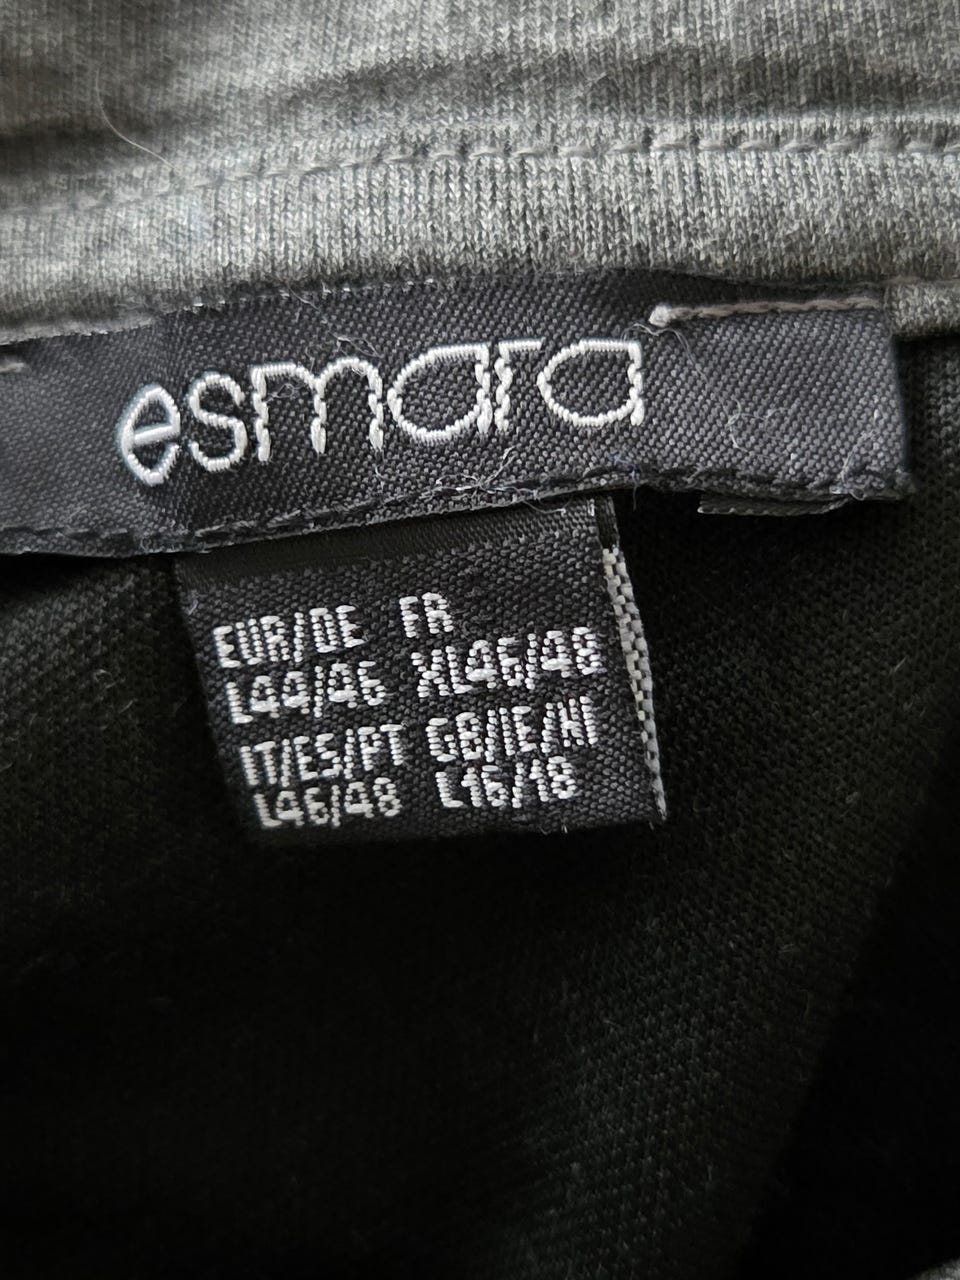 esmara
EUR/DE FR
L44/46 XL46/48
IT/ES/PT GB/IE/NI
L46/48 L16/18